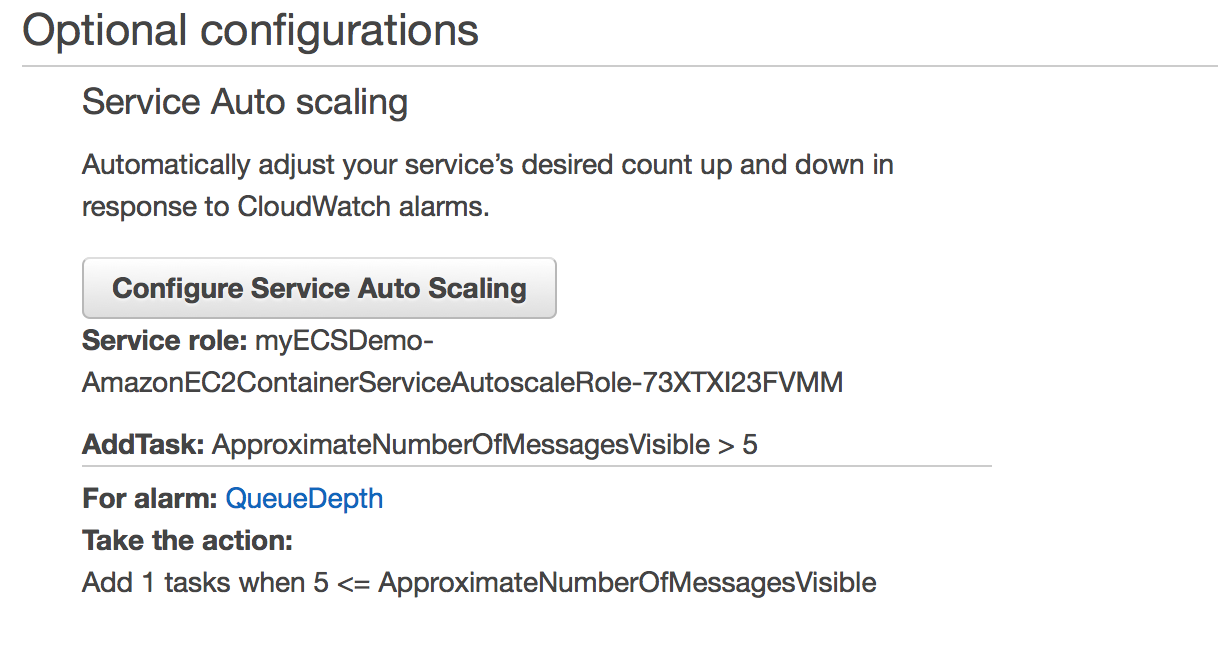 Optional configurations
Service Auto scaling
Automatically adjust your service’s desired count up and down in
response to CloudWatch alarms.
Configure Service Auto Scaling
Service role: myECSDemo-
AmazonEC2ContainerServiceAutoscaleRole-73XTXI23FVMM
AddTask: ApproximateNumberOfMessagesVisible > 5
For alarm: QueueDepth
Take the action:
Add 1 tasks when 5 <= ApproximateNumberOfMessagesVisible